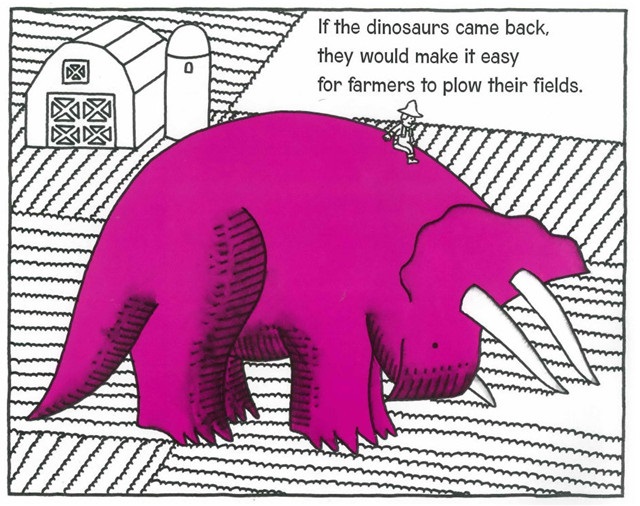 If the dinosaurs came back,
they would make it easy
for farmers to plow their fields.